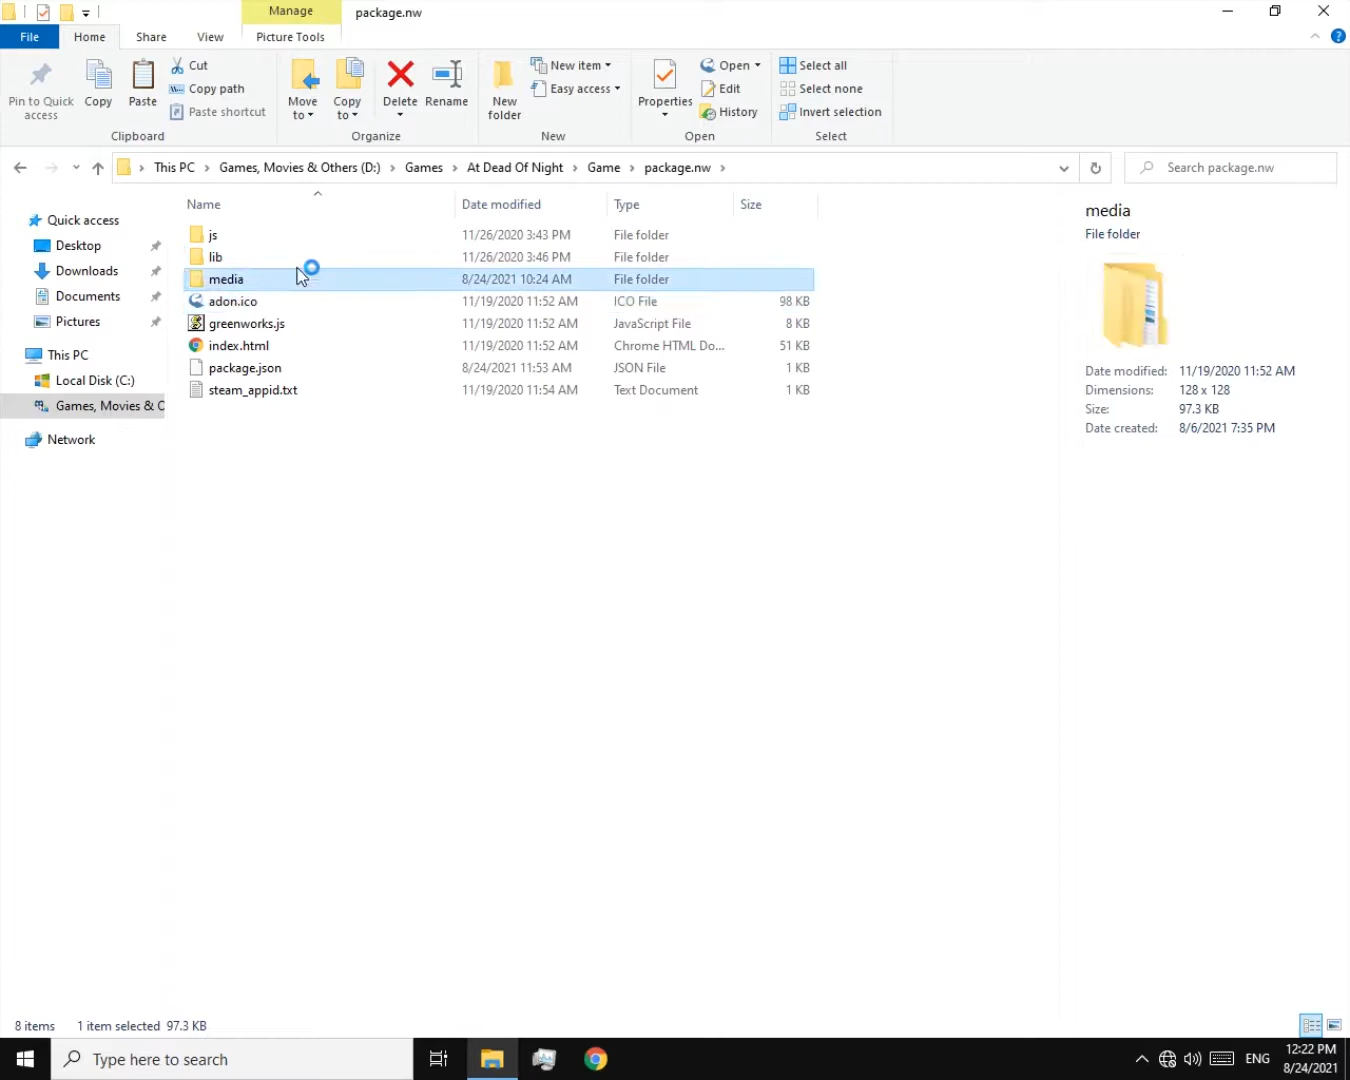 Manage
package.nw
File
Home
Share
View
Picture Tools
Pin to Quick access
Copy
Paste
Cut
Copy path
Paste shortcut
Clipboard
Move to
Copy to
Delete
Rename
Organize
New folder
New item
Easy access
New
Properties
Open
Edit
History
Open
Select all
Select none
Invert selection
Select
This PC > Games, Movies & Others (D:) > Games > At Dead Of Night > Game > package.nw >
Search package.nw
Name Date modified Type Size
js 11/26/2020 3:43 PM File folder
lib 11/26/2020 3:46 PM File folder
media 8/24/2021 10:24 AM File folder
adon.ico 11/19/2020 11:52 AM ICO File 98 KB
greenworks.js 11/19/2020 11:52 AM JavaScript File 8 KB
index.html 11/19/2020 11:52 AM Chrome HTML Do... 51 KB
package.json 8/24/2021 11:53 AM JSON File 1 KB
steam_appid.txt 11/19/2020 11:54 AM Text Document 1 KB
Quick access
Desktop
Downloads
Documents
Pictures
This PC
Local Disk (C:)
Games, Movies & O
Network
media
File folder
Date modified: 11/19/2020 11:52 AM
Dimensions: 128 x 128
Size: 97.3 KB
Date created: 8/6/2021 7:35 PM
8 items 1 item selected 97.3 KB
Type here to search
ENG
12:22 PM
8/24/2021